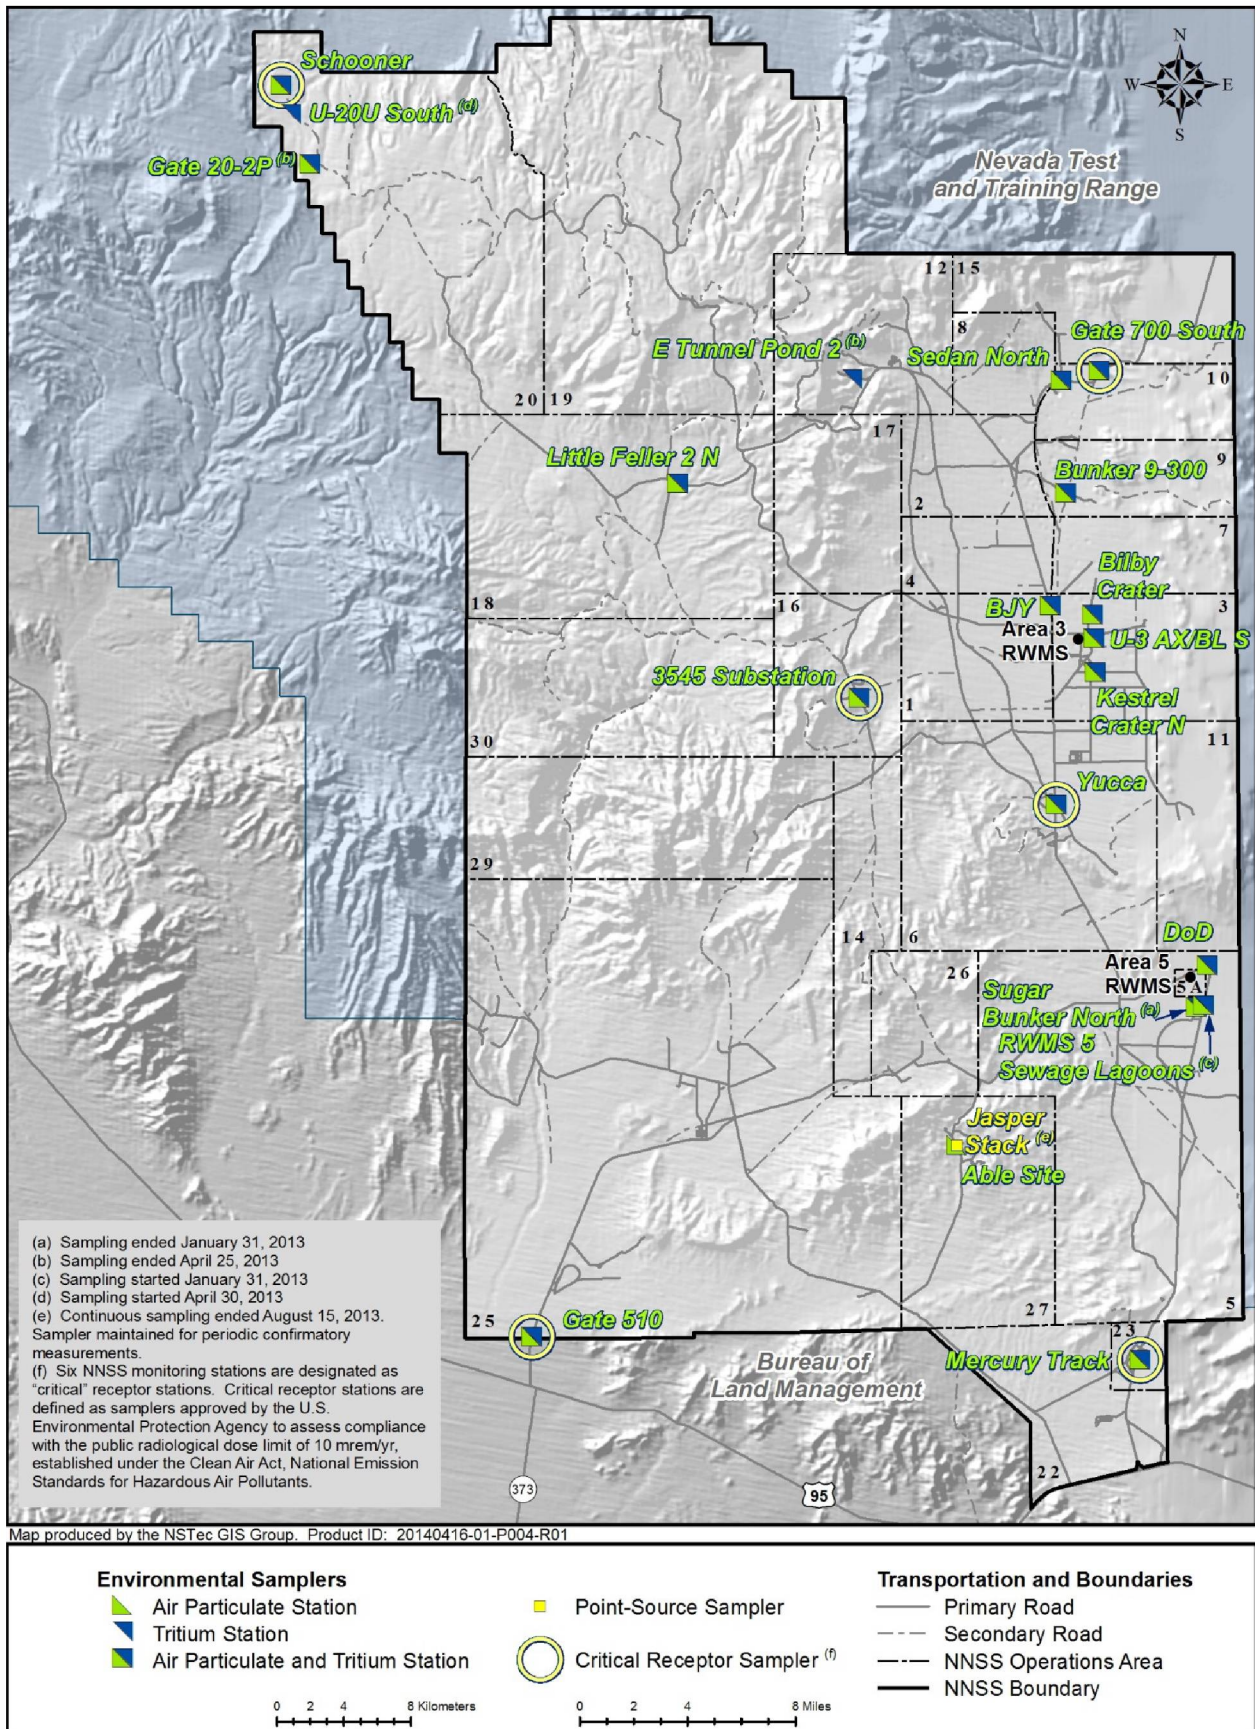 N
W
E
S
Schooner
U-20U South (d)
Gate 20-2P (b)
Nevada Test
and Training Range
12
15
8
Gate 700 South
E Tunnel Pond 2 (b)
Sedan North
10
20
19
17
9
Little Feller 2 N
Bunker 9-300
2
7
Bilby
Crater
4
18
16
BJY
3
Area 3
RWMS
U-3 AX/BL S
3545 Substation
Kestrel
Crater N
1
30
11
Yucca
29
14
6
DoD
26
Area 5
RWMS
5A
Sugar
Bunker North (a)
RWMS 5
Sewage Lagoons (c)
Jasper
Stack (e)
Able Site
(a) Sampling ended January 31, 2013
(b) Sampling ended April 25, 2013
(c) Sampling started January 31, 2013
(d) Sampling started April 30, 2013
(e) Continuous sampling ended August 15, 2013.
Sampler maintained for periodic confirmatory
measurements.
(f) Six NNSS monitoring stations are designated as
"critical" receptor stations. Critical receptor stations are
defined as samplers approved by the U.S.
Environmental Protection Agency to assess compliance
with the public radiological dose limit of 10 mrem/yr,
established under the Clean Air Act, National Emission
Standards for Hazardous Air Pollutants.
25
Gate 510
27
5
23
Bureau of
Land Management
Mercury Track
22
373
95
Map produced by the NSTec GIS Group. Product ID: 20140416-01-P004-R01
Environmental Samplers
Air Particulate Station
Tritium Station
Air Particulate and Tritium Station
Point-Source Sampler
Critical Receptor Sampler (f)
Transportation and Boundaries
Primary Road
Secondary Road
NNSS Operations Area
NNSS Boundary
0 2 4 8 Kilometers
0 2 4 8 Miles